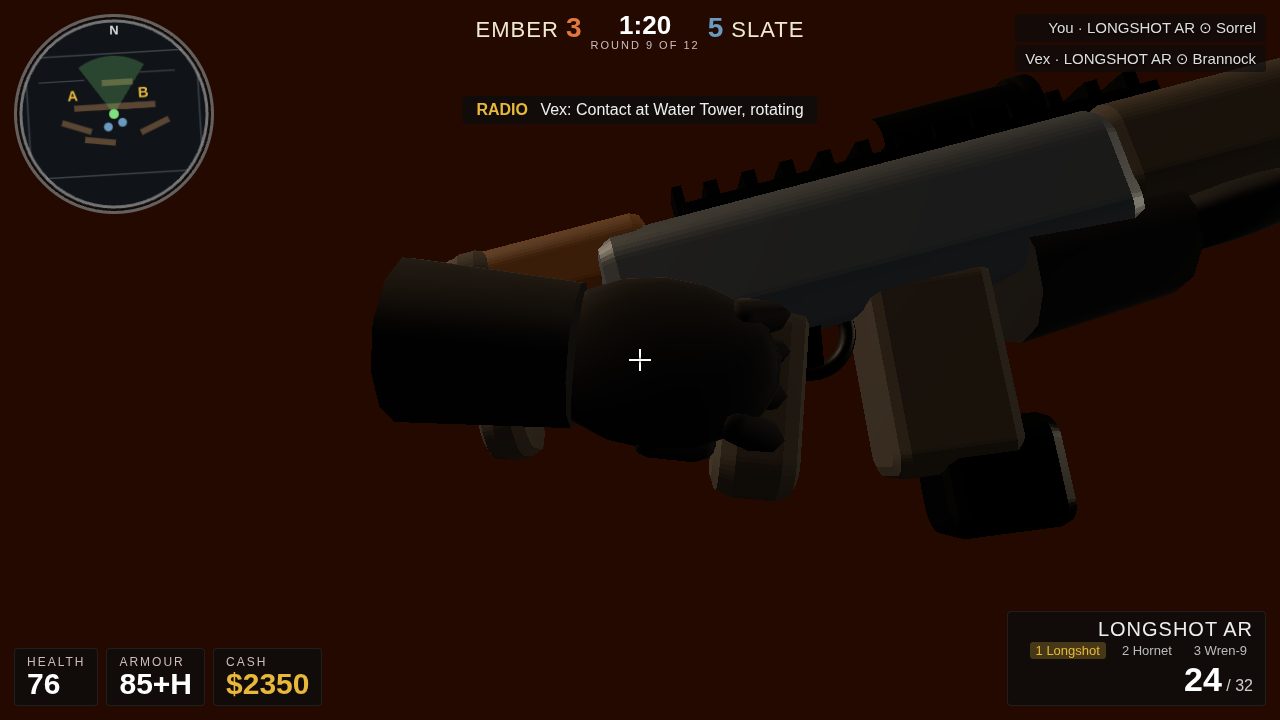 N
A
B
EMBER 3 1:20 5 SLATE
ROUND 9 OF 12
You · LONGSHOT AR ⊙ Sorrel
Vex · LONGSHOT AR ⊙ Brannock
RADIO Vex: Contact at Water Tower, rotating
HEALTH
76
ARMOUR
85+H
CASH
$2350
LONGSHOT AR
1 Longshot 2 Hornet 3 Wren-9
24 / 32